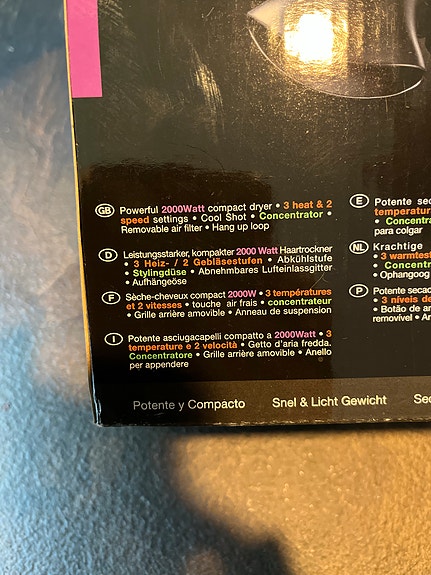 GB Powerful 2000Watt compact dryer • 3 heat & 2
speed settings • Cool Shot • Concentrator •
Removable air filter • Hang up loop
D Leistungsstarker, kompakter 2000 Watt Haartrockner
• 3 Heiz- / 2 Gebläsestufen • Abkühlstufe
• Stylingdüse • Abnehmbares Lufteinlassgitter
• Aufhängeöse
F Sèche-cheveux compact 2000W • 3 températures
et 2 vitesses • touche air frais • concentrateur
• Grille arrière amovible • Anneau de suspension
I Potente asciugacapelli compatto a 2000Watt • 3
temperature e 2 velocità • Getto d'aria fredda.
Concentratore • Grille arrière amovible • Anello
per appendere
E Potente sec
temperatur
• Concentra
para colgar
NL Krachtige
• 3 warmtest
• Concentr
• Ophangoog
P Potente secad
• 3 níveis de
• Botão de ar
removível • Ar
Potente y Compacto Snel & Licht Gewicht Sec